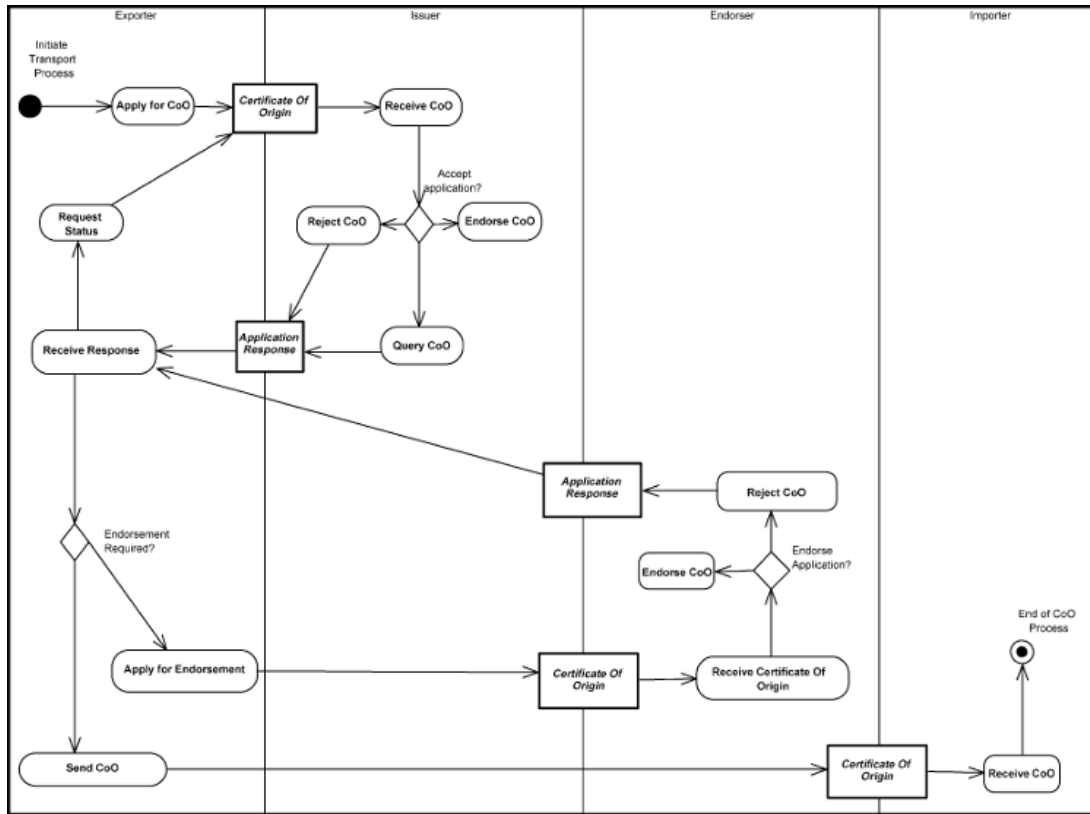 Exporter
Issuer
Endorser
Importer
Initiate
Transport
Process
Apply for CoO
Certificate Of
Origin
Receive CoO
Accept
application?
Request
Status
Reject CoO
Endorse CoO
Receive Response
Application
Response
Query CoO
Application
Response
Reject CoO
Endorsement
Required?
Endorse CoO
Endorse
Application?
End of CoO
Process
Apply for Endorsement
Certificate Of
Origin
Receive Certificate Of
Origin
Send CoO
Certificate Of
Origin
Receive CoO